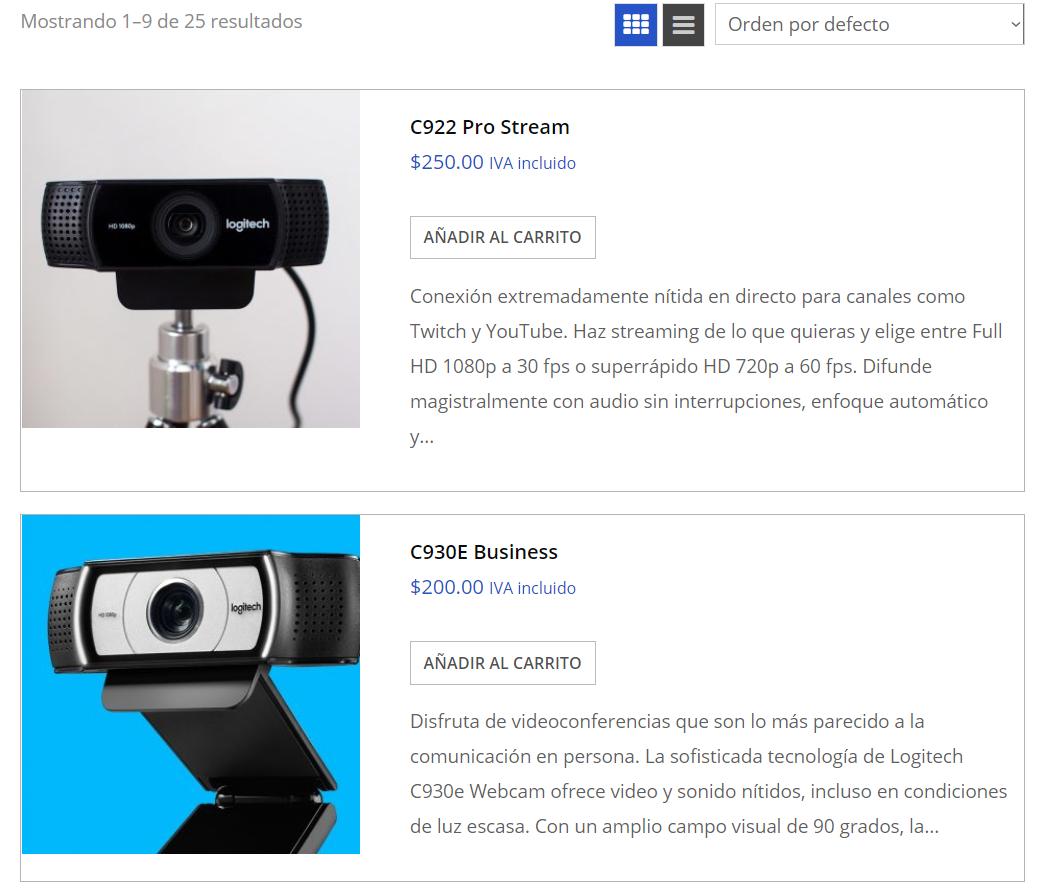 Mostrando 1–9 de 25 resultados
Orden por defecto
HD 1080p
logitech
C922 Pro Stream
$250.00 IVA incluido
AÑADIR AL CARRITO
Conexión extremadamente nítida en directo para canales como
Twitch y YouTube. Haz streaming de lo que quieras y elige entre Full
HD 1080p a 30 fps o superrápido HD 720p a 60 fps. Difunde
magistralmente con audio sin interrupciones, enfoque automático
y...
HD 1080p
logitech
C930E Business
$200.00 IVA incluido
AÑADIR AL CARRITO
Disfruta de videoconferencias que son lo más parecido a la
comunicación en persona. La sofisticada tecnología de Logitech
C930e Webcam ofrece video y sonido nítidos, incluso en condiciones
de luz escasa. Con un amplio campo visual de 90 grados, la...